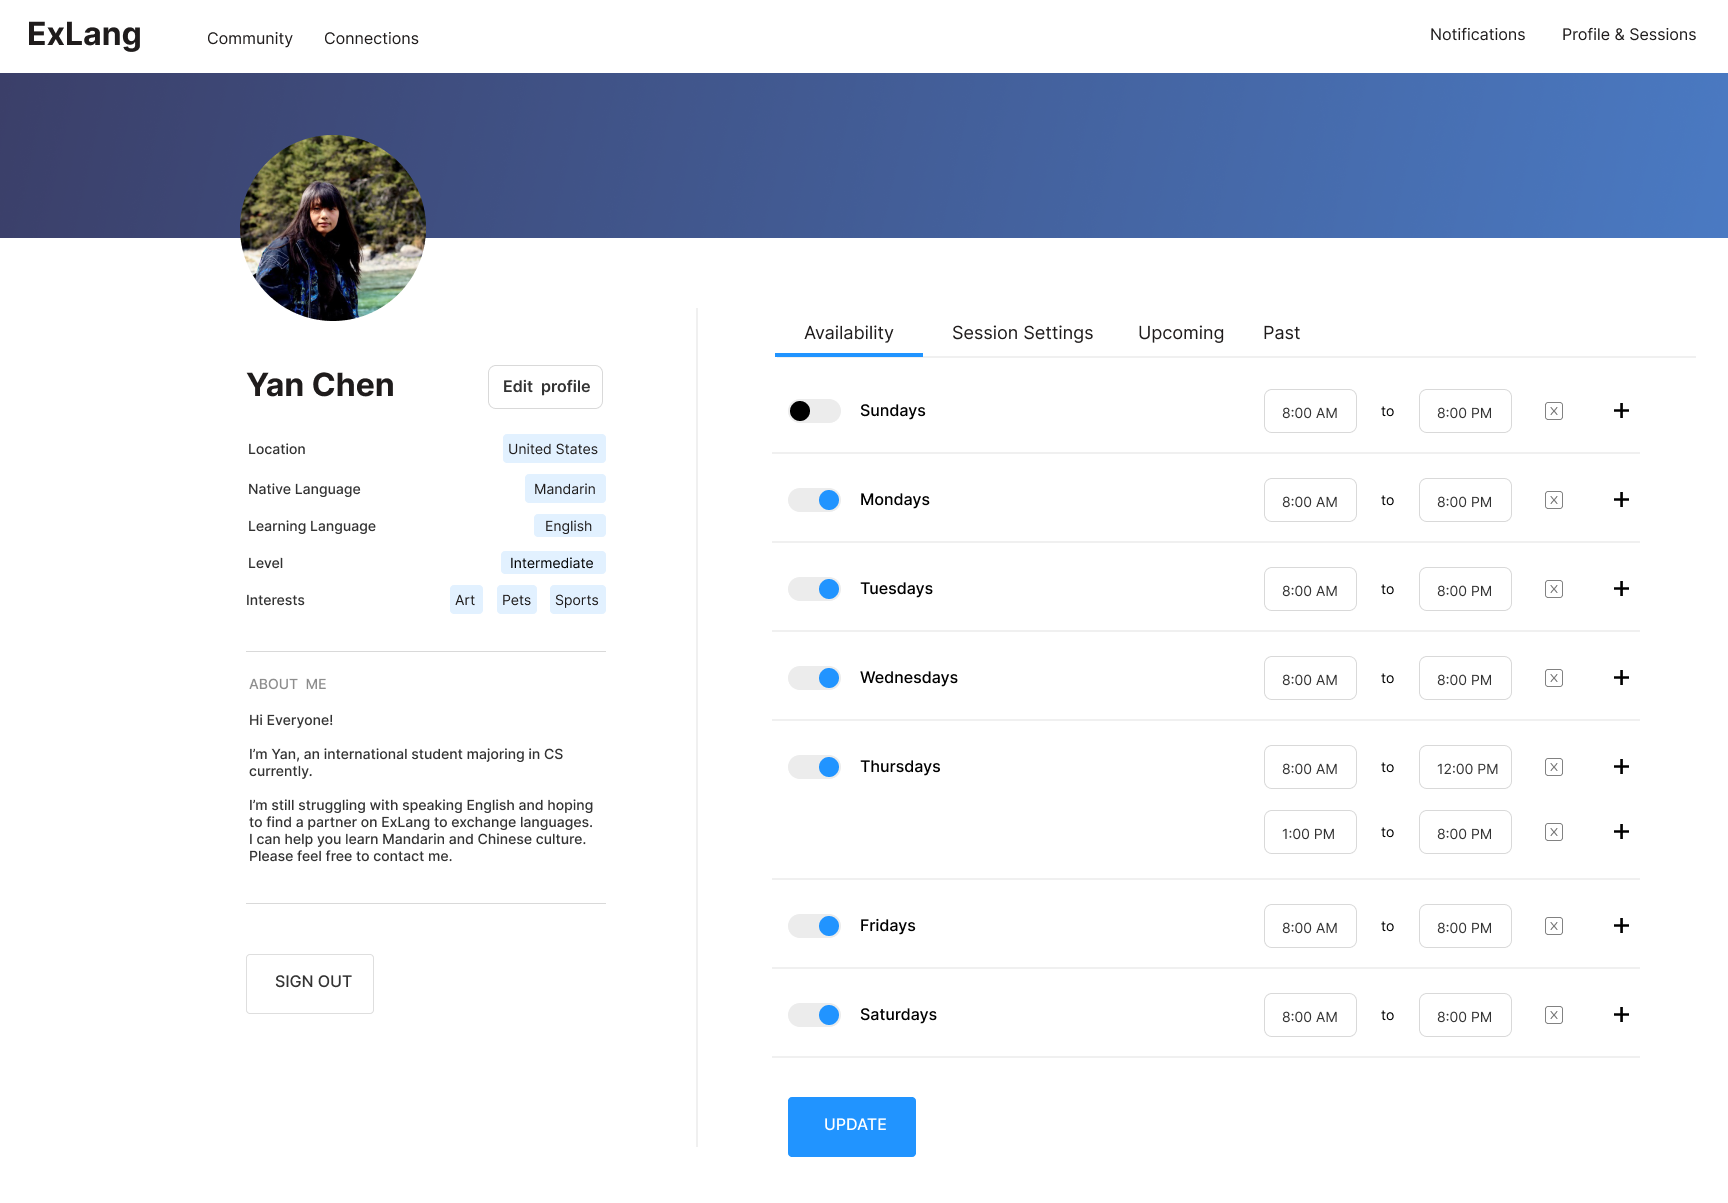 ExLang
Community
Connections
Notifications
Profile & Sessions
Yan Chen
Edit profile
Location
United States
Native Language
Mandarin
Learning Language
English
Level
Intermediate
Interests
Art
Pets
Sports
ABOUT ME
Hi Everyone!
I'm Yan, an international student majoring in CS
currently.
I'm still struggling with speaking English and hoping
to find a partner on ExLang to exchange languages.
I can help you learn Mandarin and Chinese culture.
Please feel free to contact me.
SIGN OUT
Availability
Session Settings
Upcoming
Past
Sundays
8:00 AM
to
8:00 PM
Mondays
8:00 AM
to
8:00 PM
Tuesdays
8:00 AM
to
8:00 PM
Wednesdays
8:00 AM
to
8:00 PM
Thursdays
8:00 AM
to
12:00 PM
1:00 PM
to
8:00 PM
Fridays
8:00 AM
to
8:00 PM
Saturdays
8:00 AM
to
8:00 PM
UPDATE